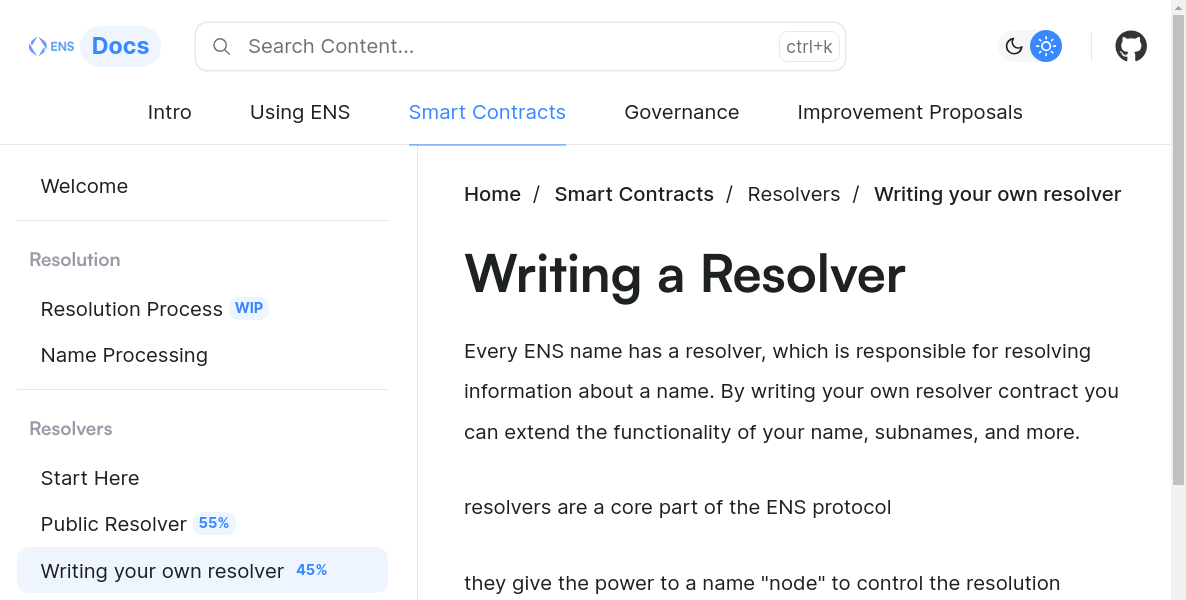 ENS Docs
Search Content...
ctrl+k
Intro
Using ENS
Smart Contracts
Governance
Improvement Proposals
Welcome
Resolution
Resolution Process WIP
Name Processing
Resolvers
Start Here
Public Resolver 55%
Writing your own resolver 45%
Home / Smart Contracts / Resolvers / Writing your own resolver
Writing a Resolver
Every ENS name has a resolver, which is responsible for resolving
information about a name. By writing your own resolver contract you
can extend the functionality of your name, subnames, and more.
resolvers are a core part of the ENS protocol
they give the power to a name "node" to control the resolution